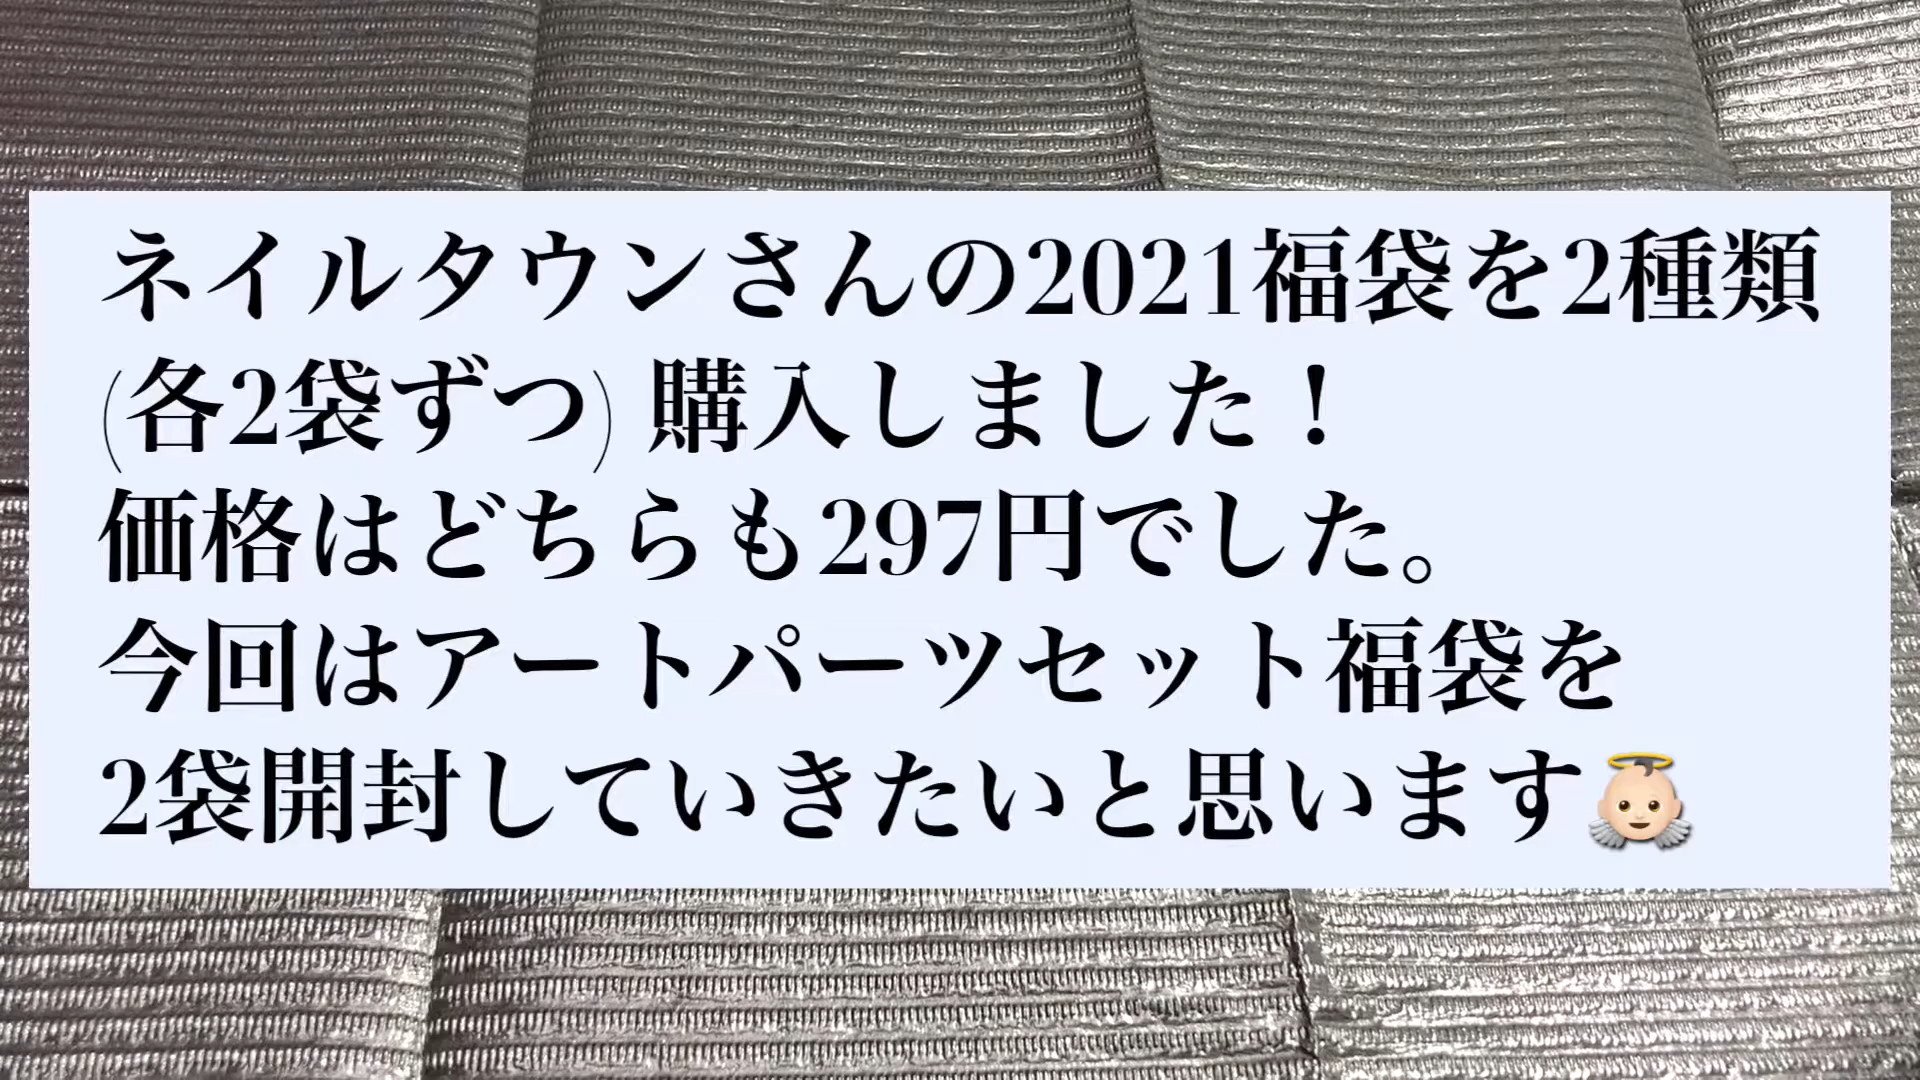 ネイルタウンさんの2021福袋を2種類
(各2袋ずつ) 購入しました！
価格はどちらも297円でした。
今回はアートパーツセット福袋を
2袋開封していきたいと思います👼🏻